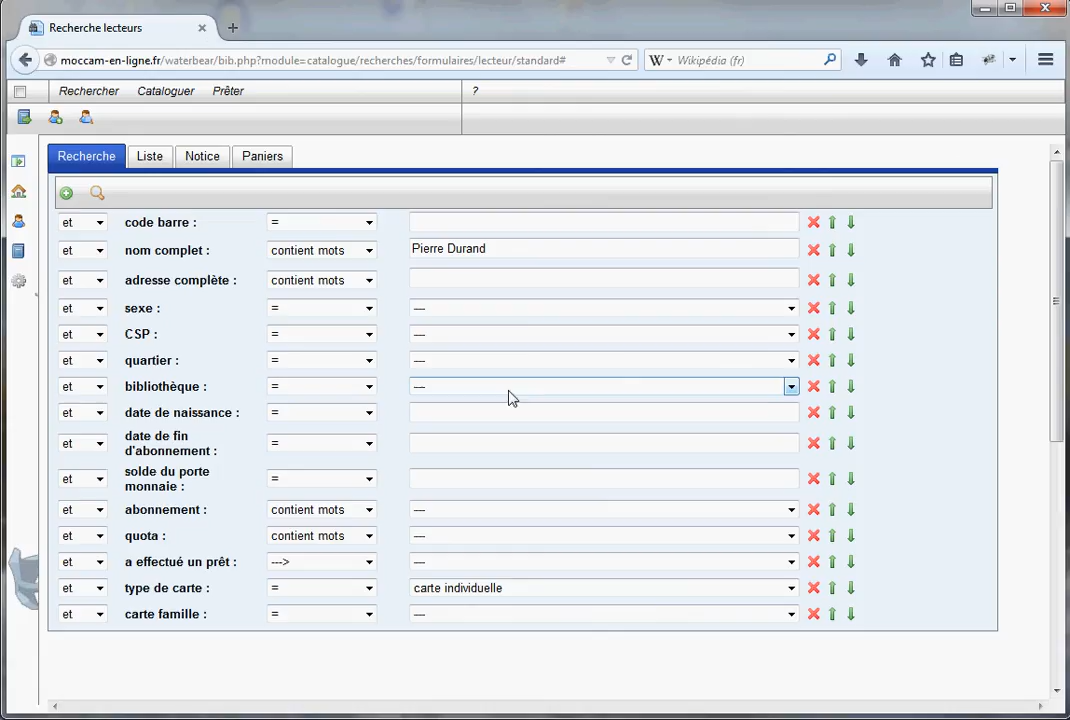 Recherche lecteurs
moccam-en-ligne.fr/waterbear/bib.php?module=catalogue/recherches/formulaires/lecteur/standard#
W Wikipédia (fr)
Rechercher Cataloguer Prêter ?
Recherche Liste Notice Paniers
et code barre : =
et nom complet : contient mots Pierre Durand
et adresse complète : contient mots
et sexe : = ---
et CSP : = ---
et quartier : = ---
et bibliothèque : = ---
et date de naissance : =
et date de fin d'abonnement : =
et solde du porte monnaie : =
et abonnement : contient mots ---
et quota : contient mots ---
et a effectué un prêt : ---> ---
et type de carte : = carte individuelle
et carte famille : = ---